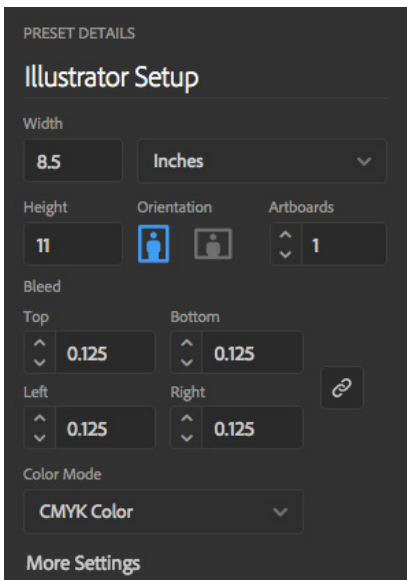 PRESET DETAILS
Illustrator Setup
Width
8.5 Inches
Height Orientation Artboards
11 1
Bleed
Top Bottom
0.125 0.125
Left Right
0.125 0.125
Color Mode
CMYK Color
More Settings